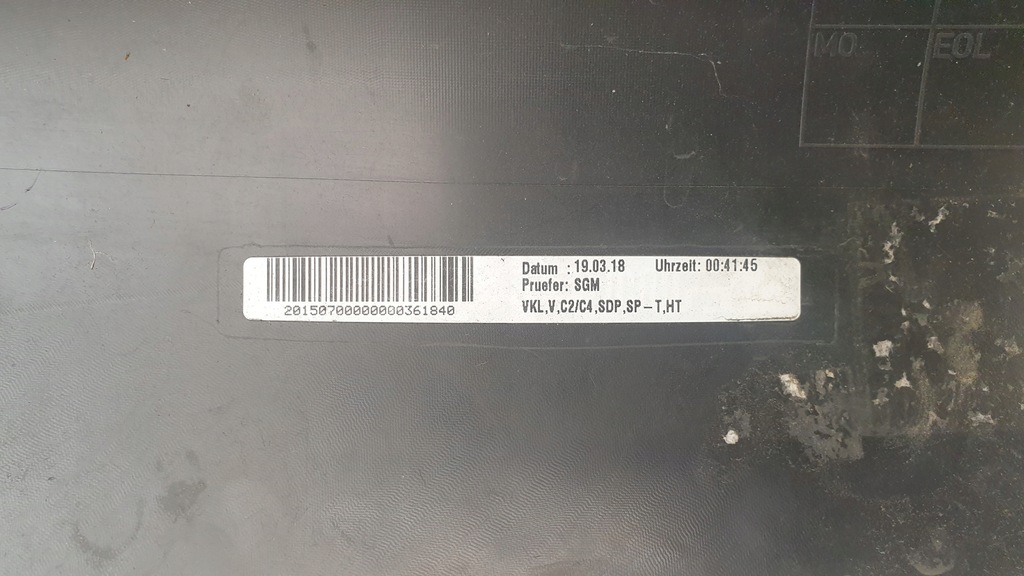 MO
EOL
Datum : 19.03.18 Uhrzeit: 00:41:45
Pruefer: SGM
VKL,V,C2/C4,SDP,SP-T,HT
20150700000000361840